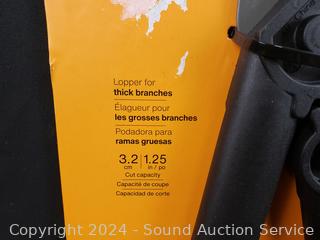 Lopper for
thick branches
Élagueur pour
les grosses branches
Podadora para
ramas gruesas
3.2 | 1.25
cm | in / po
Cut capacity
Capacité de coupe
Capacidad de corte
Copyright 2024 - Sound Auction Service